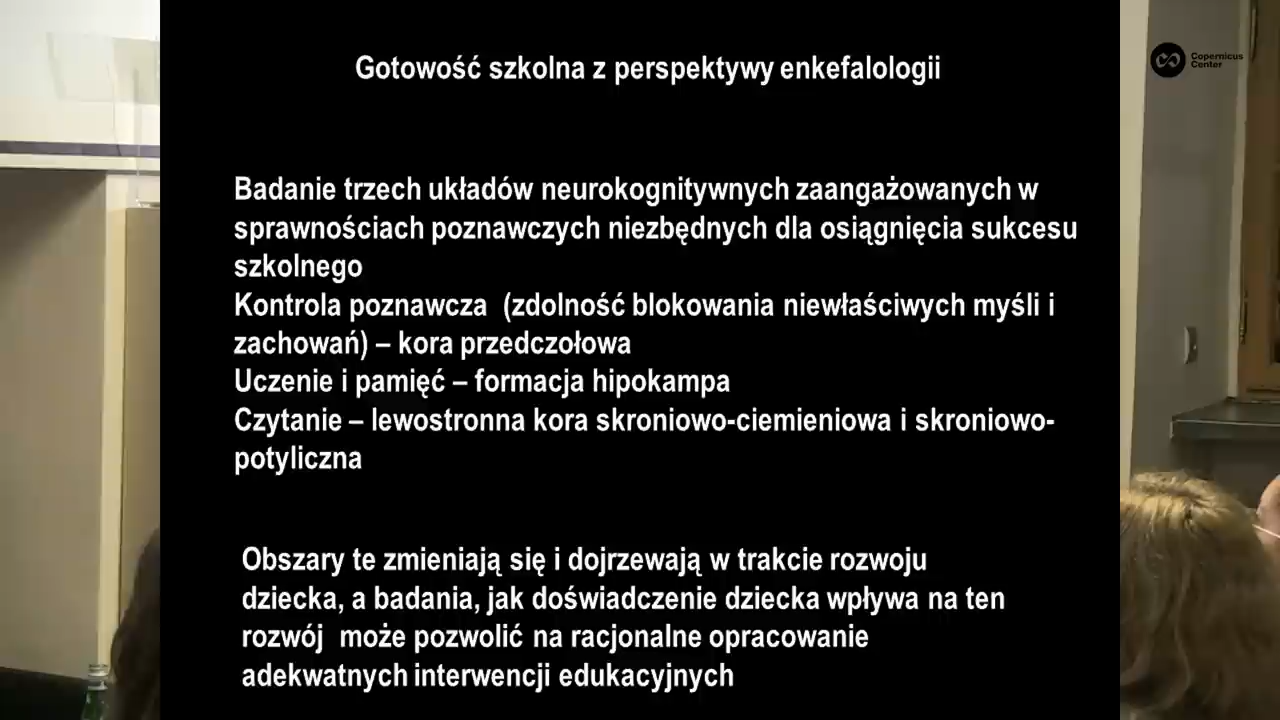 Gotowość szkolna z perspektywy enkefalologii
Copernicus
Center
Badanie trzech układów neurokognitywnych zaangażowanych w
sprawnościach poznawczych niezbędnych dla osiągnięcia sukcesu
szkolnego
Kontrola poznawcza (zdolność blokowania niewłaściwych myśli i
zachowań) – kora przedczołowa
Uczenie i pamięć – formacja hipokampa
Czytanie – lewostronna kora skroniowo-ciemieniowa i skroniowo-
potyliczna
Obszary te zmieniają się i dojrzewają w trakcie rozwoju
dziecka, a badania, jak doświadczenie dziecka wpływa na ten
rozwój może pozwolić na racjonalne opracowanie
adekwatnych interwencji edukacyjnych